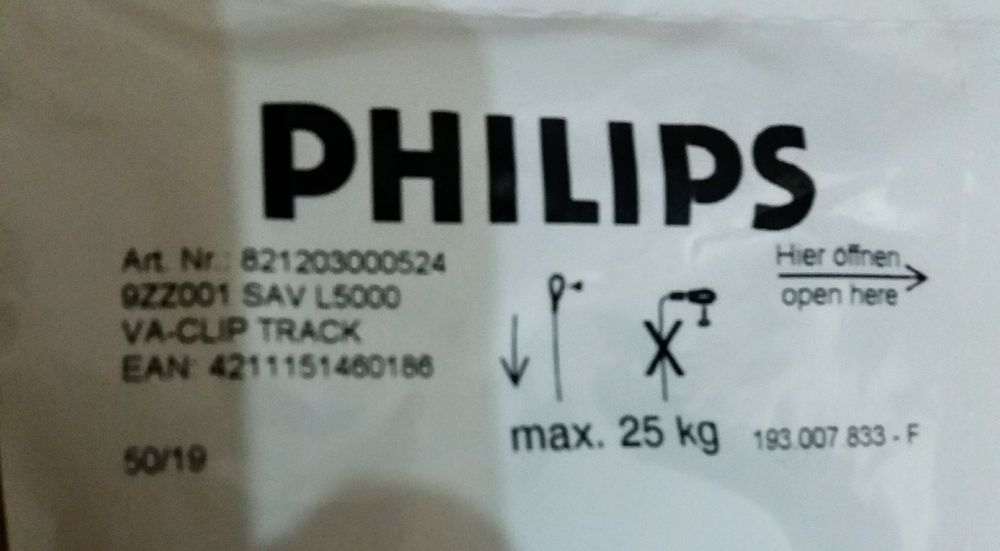 PHILIPS
Art. Nr.: 821203000524
9ZZ001 SAV L5000
VA-CLIP TRACK
EAN: 4211151460186
50/19
Hier öffnen
open here
max. 25 kg
193.007.833 - F